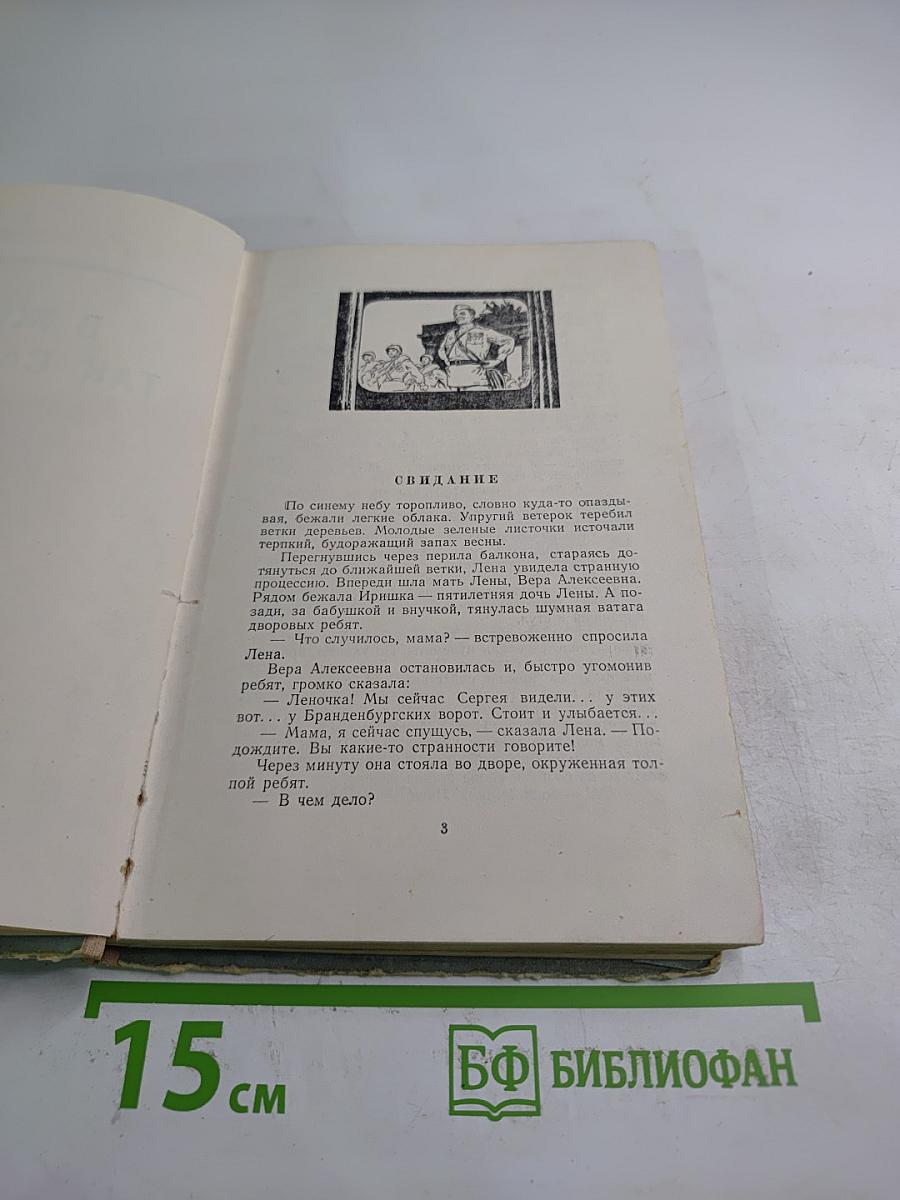 СВИДАНИЕ
По синему небу торопливо, словно куда-то опазды-
вая, бежали легкие облака. Упругий ветерок теребил
ветки деревьев. Молодые зеленые листочки источали
терпкий, будоражащий запах весны.
Перегнувшись через перила балкона, стараясь до-
тянуться до ближайшей ветки, Лена увидела странную
процессию. Впереди шла мать Лены, Вера Алексеевна.
Рядом бежала Иришка — пятилетняя дочь Лены. А по-
зади, за бабушкой и внучкой, тянулась шумная ватага
дворовых ребят.
— Что случилось, мама? — встревоженно спросила
Лена.
Вера Алексеевна остановилась и, быстро угомонив
ребят, громко сказала:
— Леночка! Мы сейчас Сергея видели... у этих
вот... у Бранденбургских ворот. Стоит и улыбается...
— Мама, я сейчас спущусь, — сказала Лена. — По-
дождите. Вы какие-то странности говорите!
Через минуту она стояла во дворе, окруженная тол-
пой ребят.
— В чем дело?
3
15 см
БФ БИБЛИОФАН